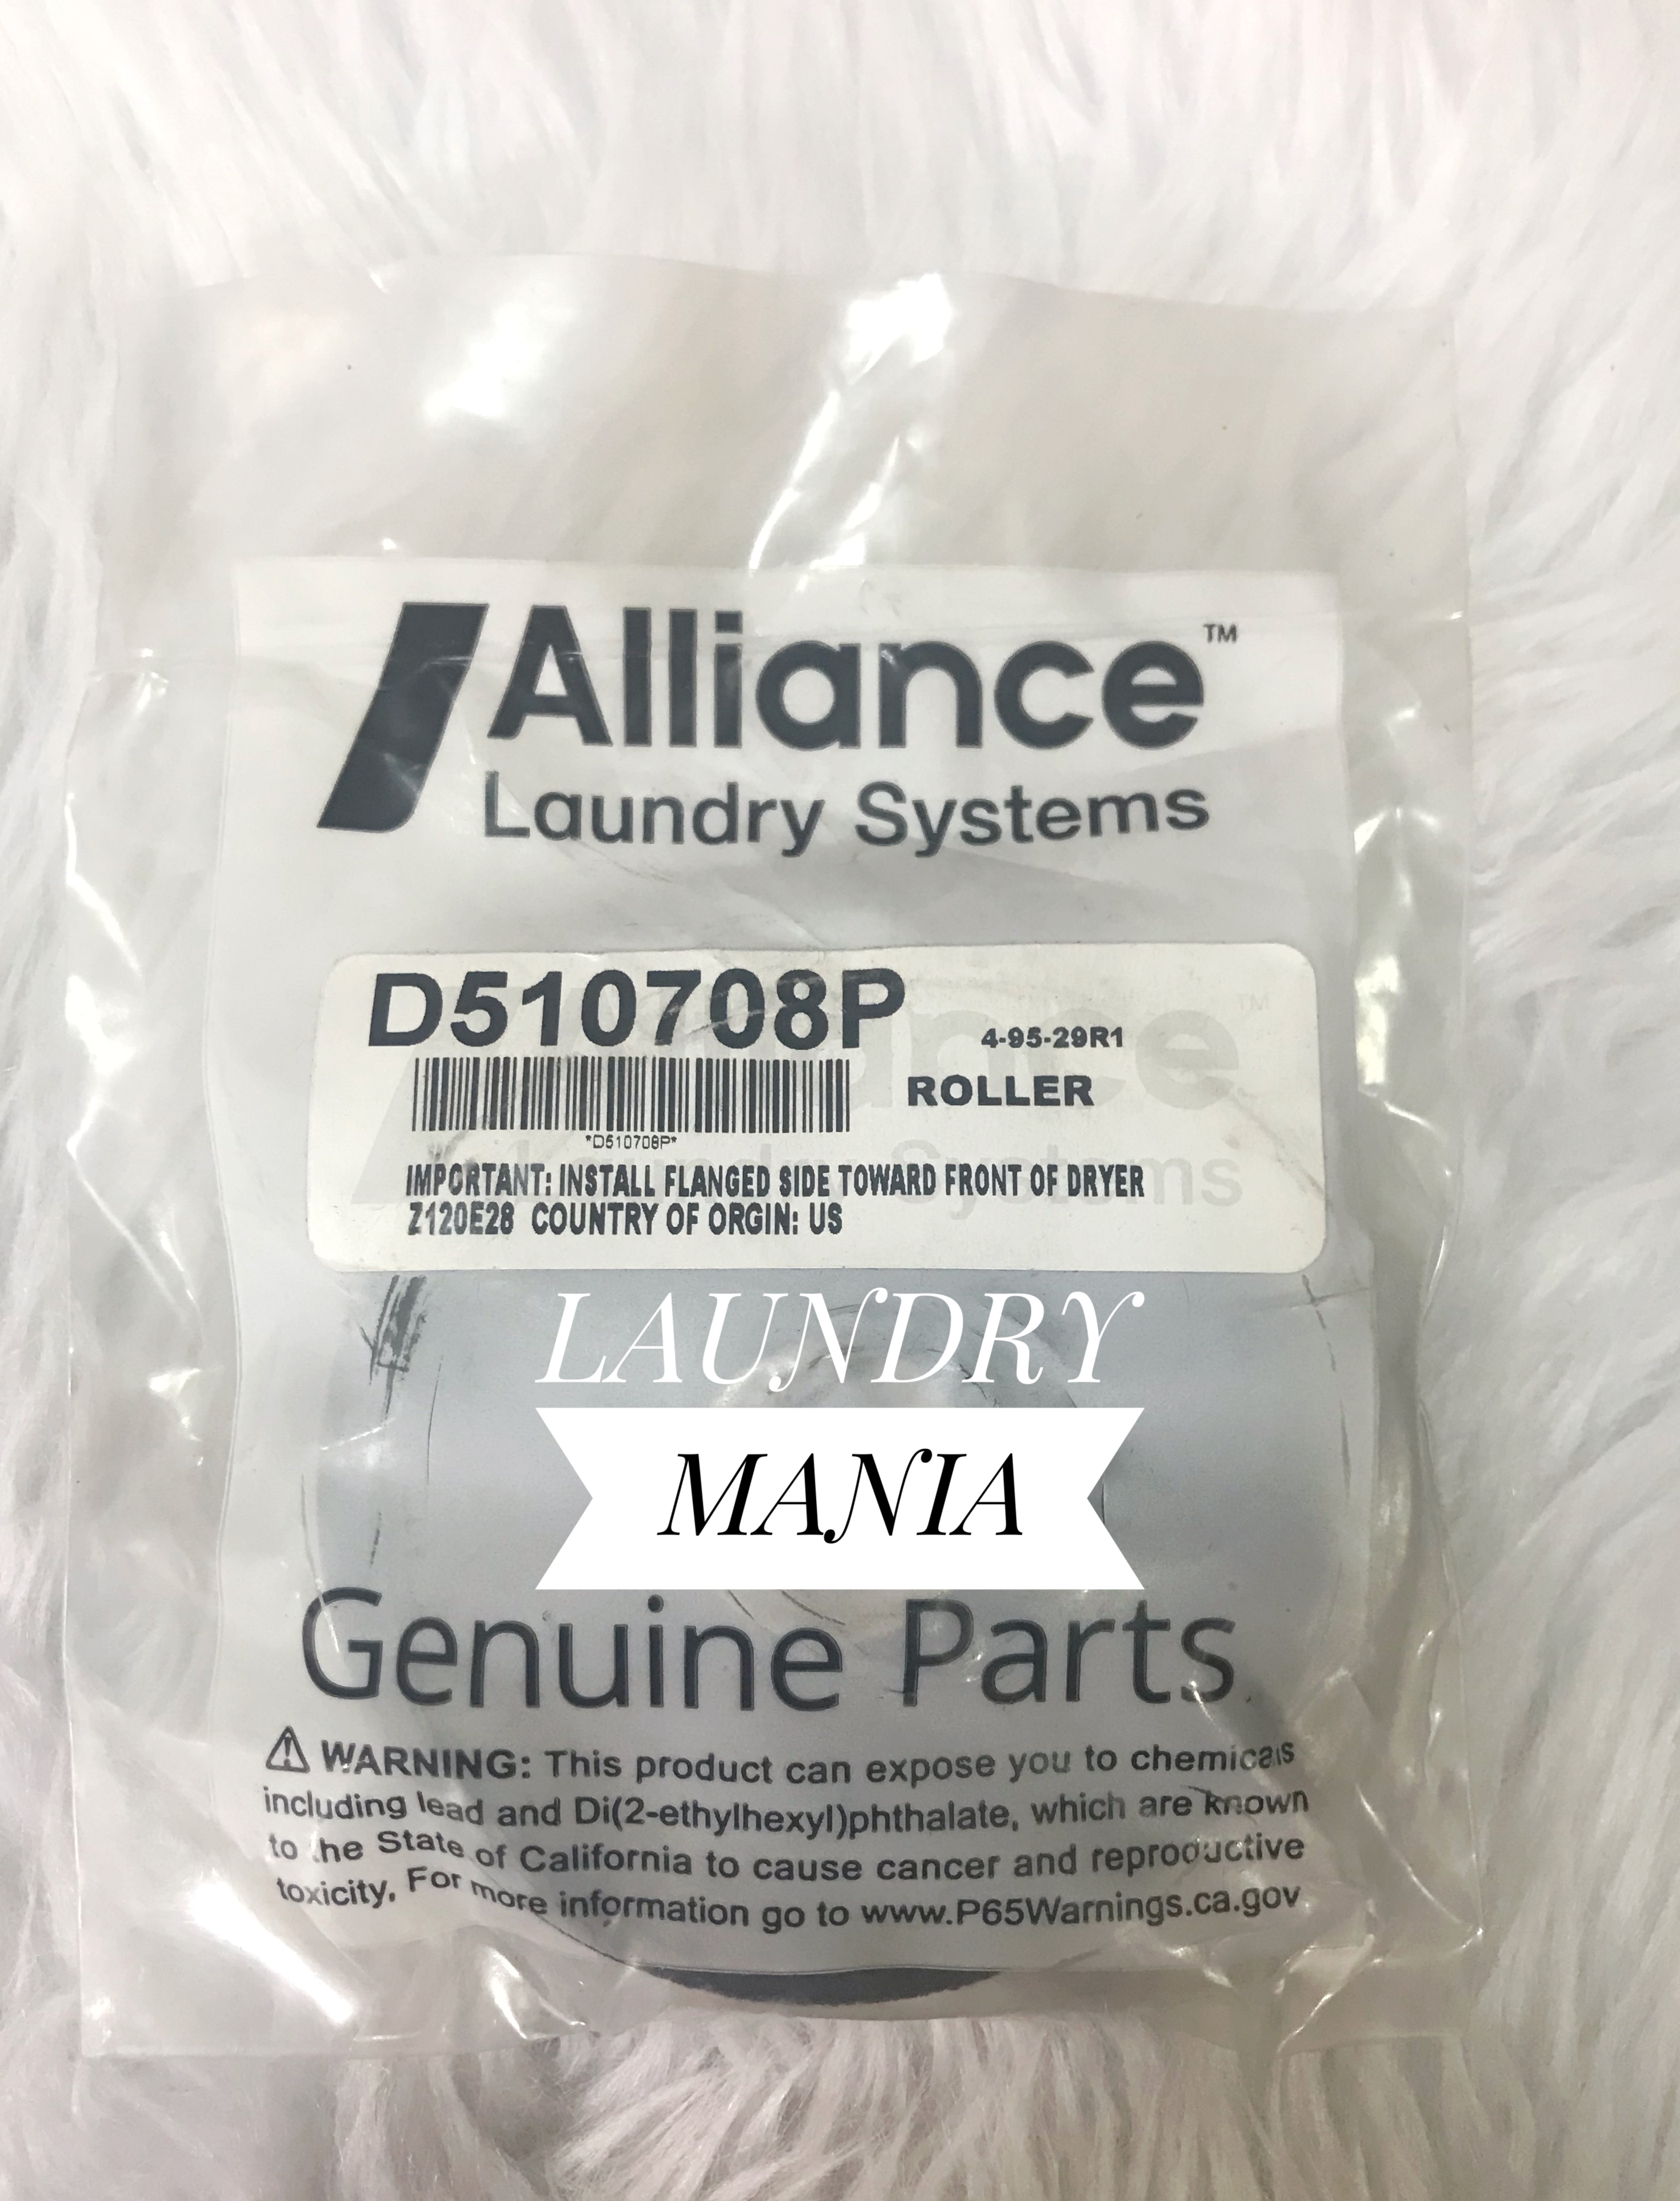 Alliance™
Laundry Systems
D510708P
4-95-29R1
ROLLER
*D510708P*
IMPORTANT: INSTALL FLANGED SIDE TOWARD FRONT OF DRYER
Z120E28 COUNTRY OF ORGIN: US
LAUNDRY
MANIA
Genuine Parts
⚠ WARNING: This product can expose you to chemicals
including lead and Di(2-ethylhexyl)phthalate, which are known
to the State of California to cause cancer and reproductive
toxicity. For more information go to www.P65Warnings.ca.gov.